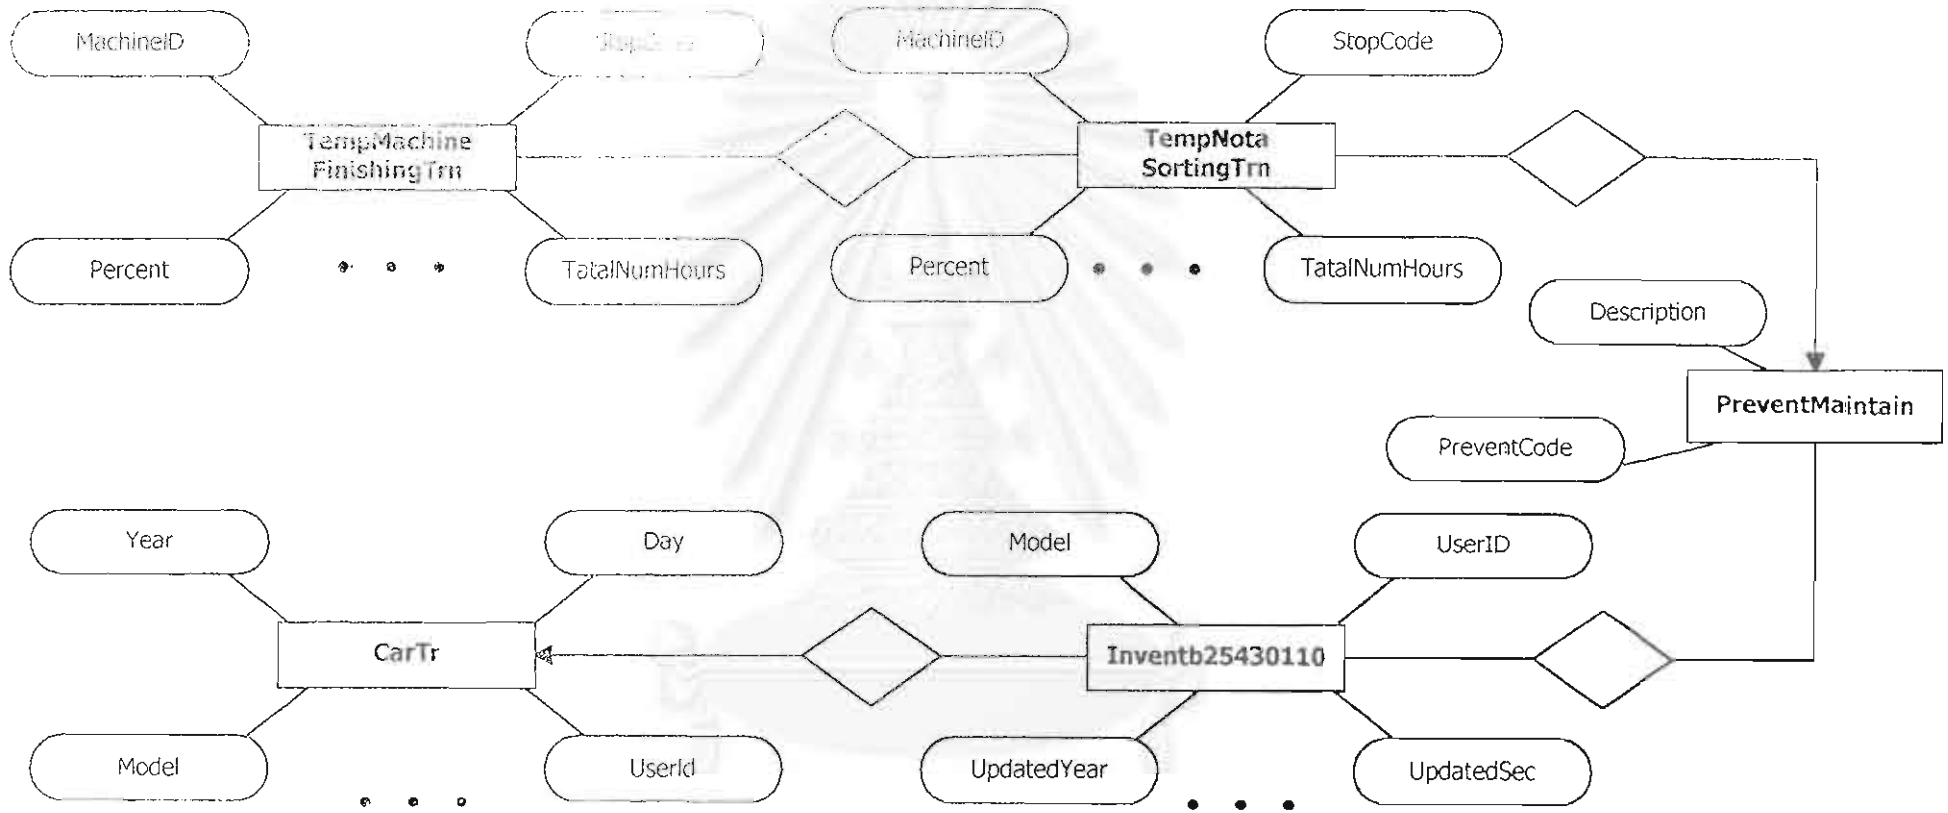 MachineID
MachineID
StopCode
TempMachine
FinishingTrn
TempNota
SortingTrn
Percent
TatalNumHours
Percent
TatalNumHours
Description
PreventMaintain
PreventCode
Year
Day
Model
UserID
CarTr
Inventb25430110
Model
UserId
UpdatedYear
UpdatedSec